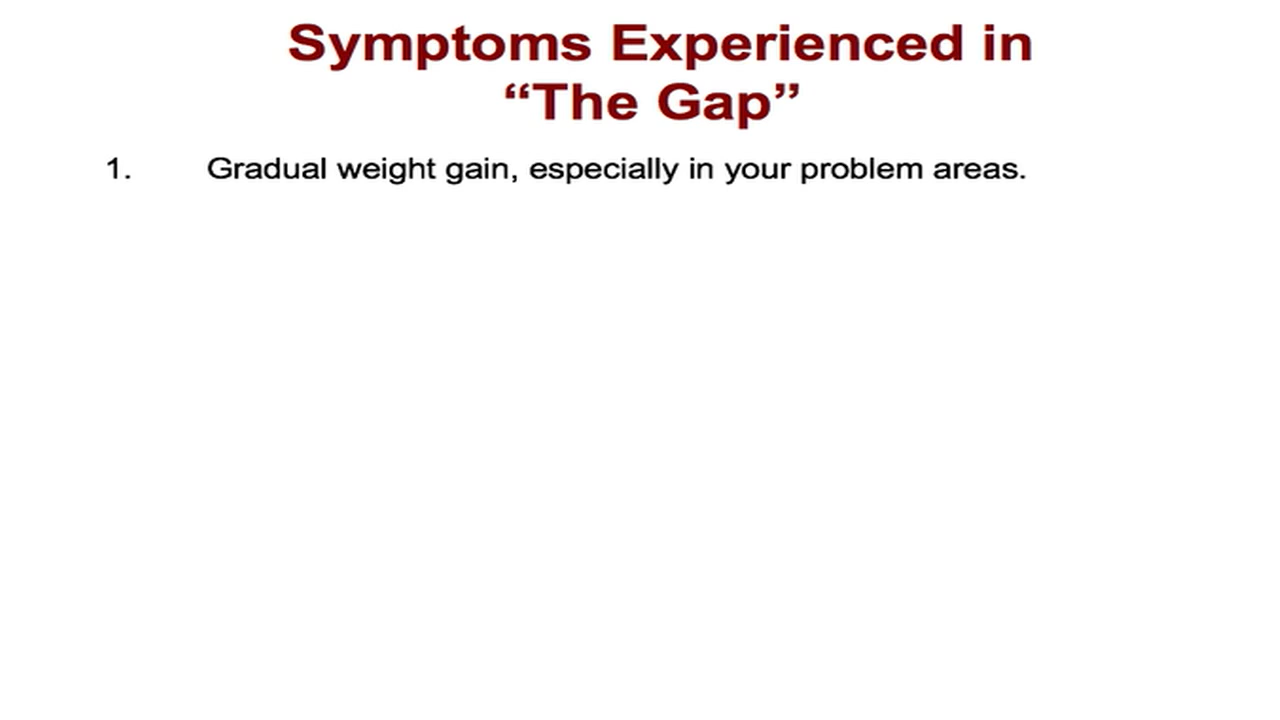 Symptoms Experienced in
“The Gap”
1. Gradual weight gain, especially in your problem areas.